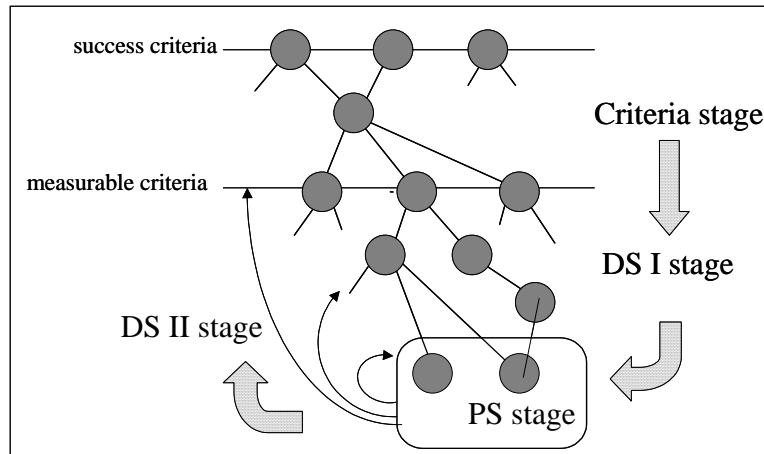 success criteria
Criteria stage
measurable criteria
DS I stage
DS II stage
PS stage